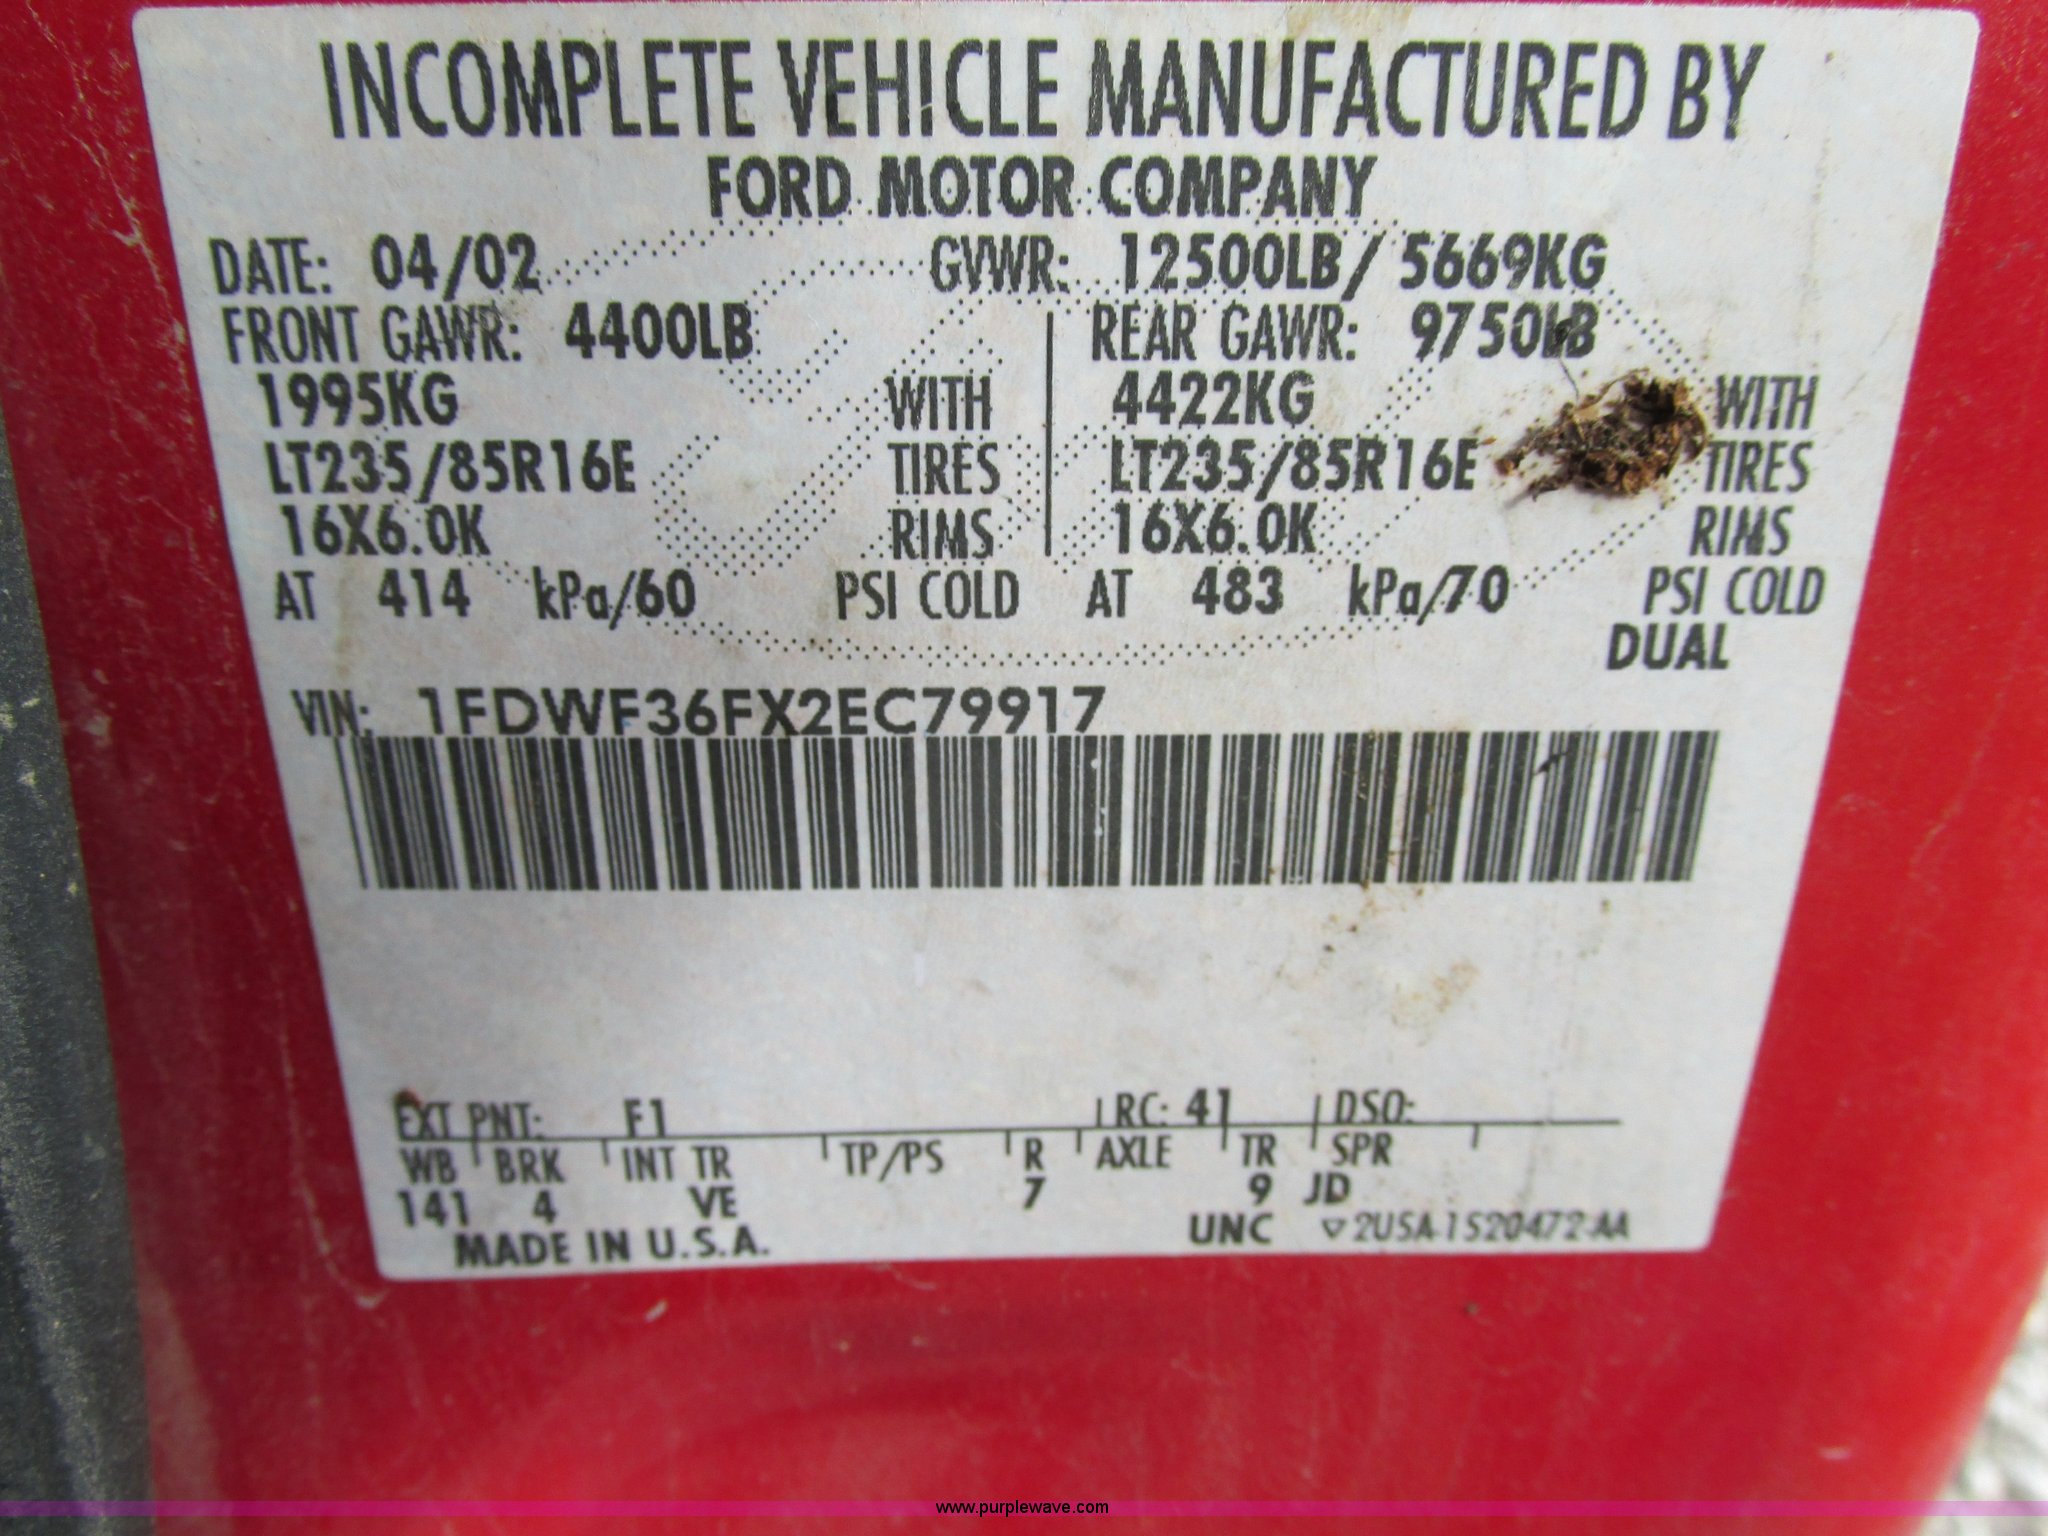 INCOMPLETE VEHICLE MANUFACTURED BY
FORD MOTOR COMPANY
DATE: 04/02 GVWR: 12500LB/ 5669KG
FRONT GAWR: 4400LB REAR GAWR: 9750LB
1995KG WITH 4422KG WITH
LT235/85R16E TIRES LT235/85R16E TIRES
16X6.0K RIMS 16X6.0K RIMS
AT 414 kPa/60 PSI COLD AT 483 kPa/70 PSI COLD
DUAL
VIN: 1FDWF36FX2EC79917
EXT PNT: F1 RC: 41 DSO:
WB BRK INT TR TP/PS R AXLE TR SPR
141 4 VE 7 9 JD
MADE IN U.S.A. UNC ▽2U5A-1520472-AA
www.purplewave.com